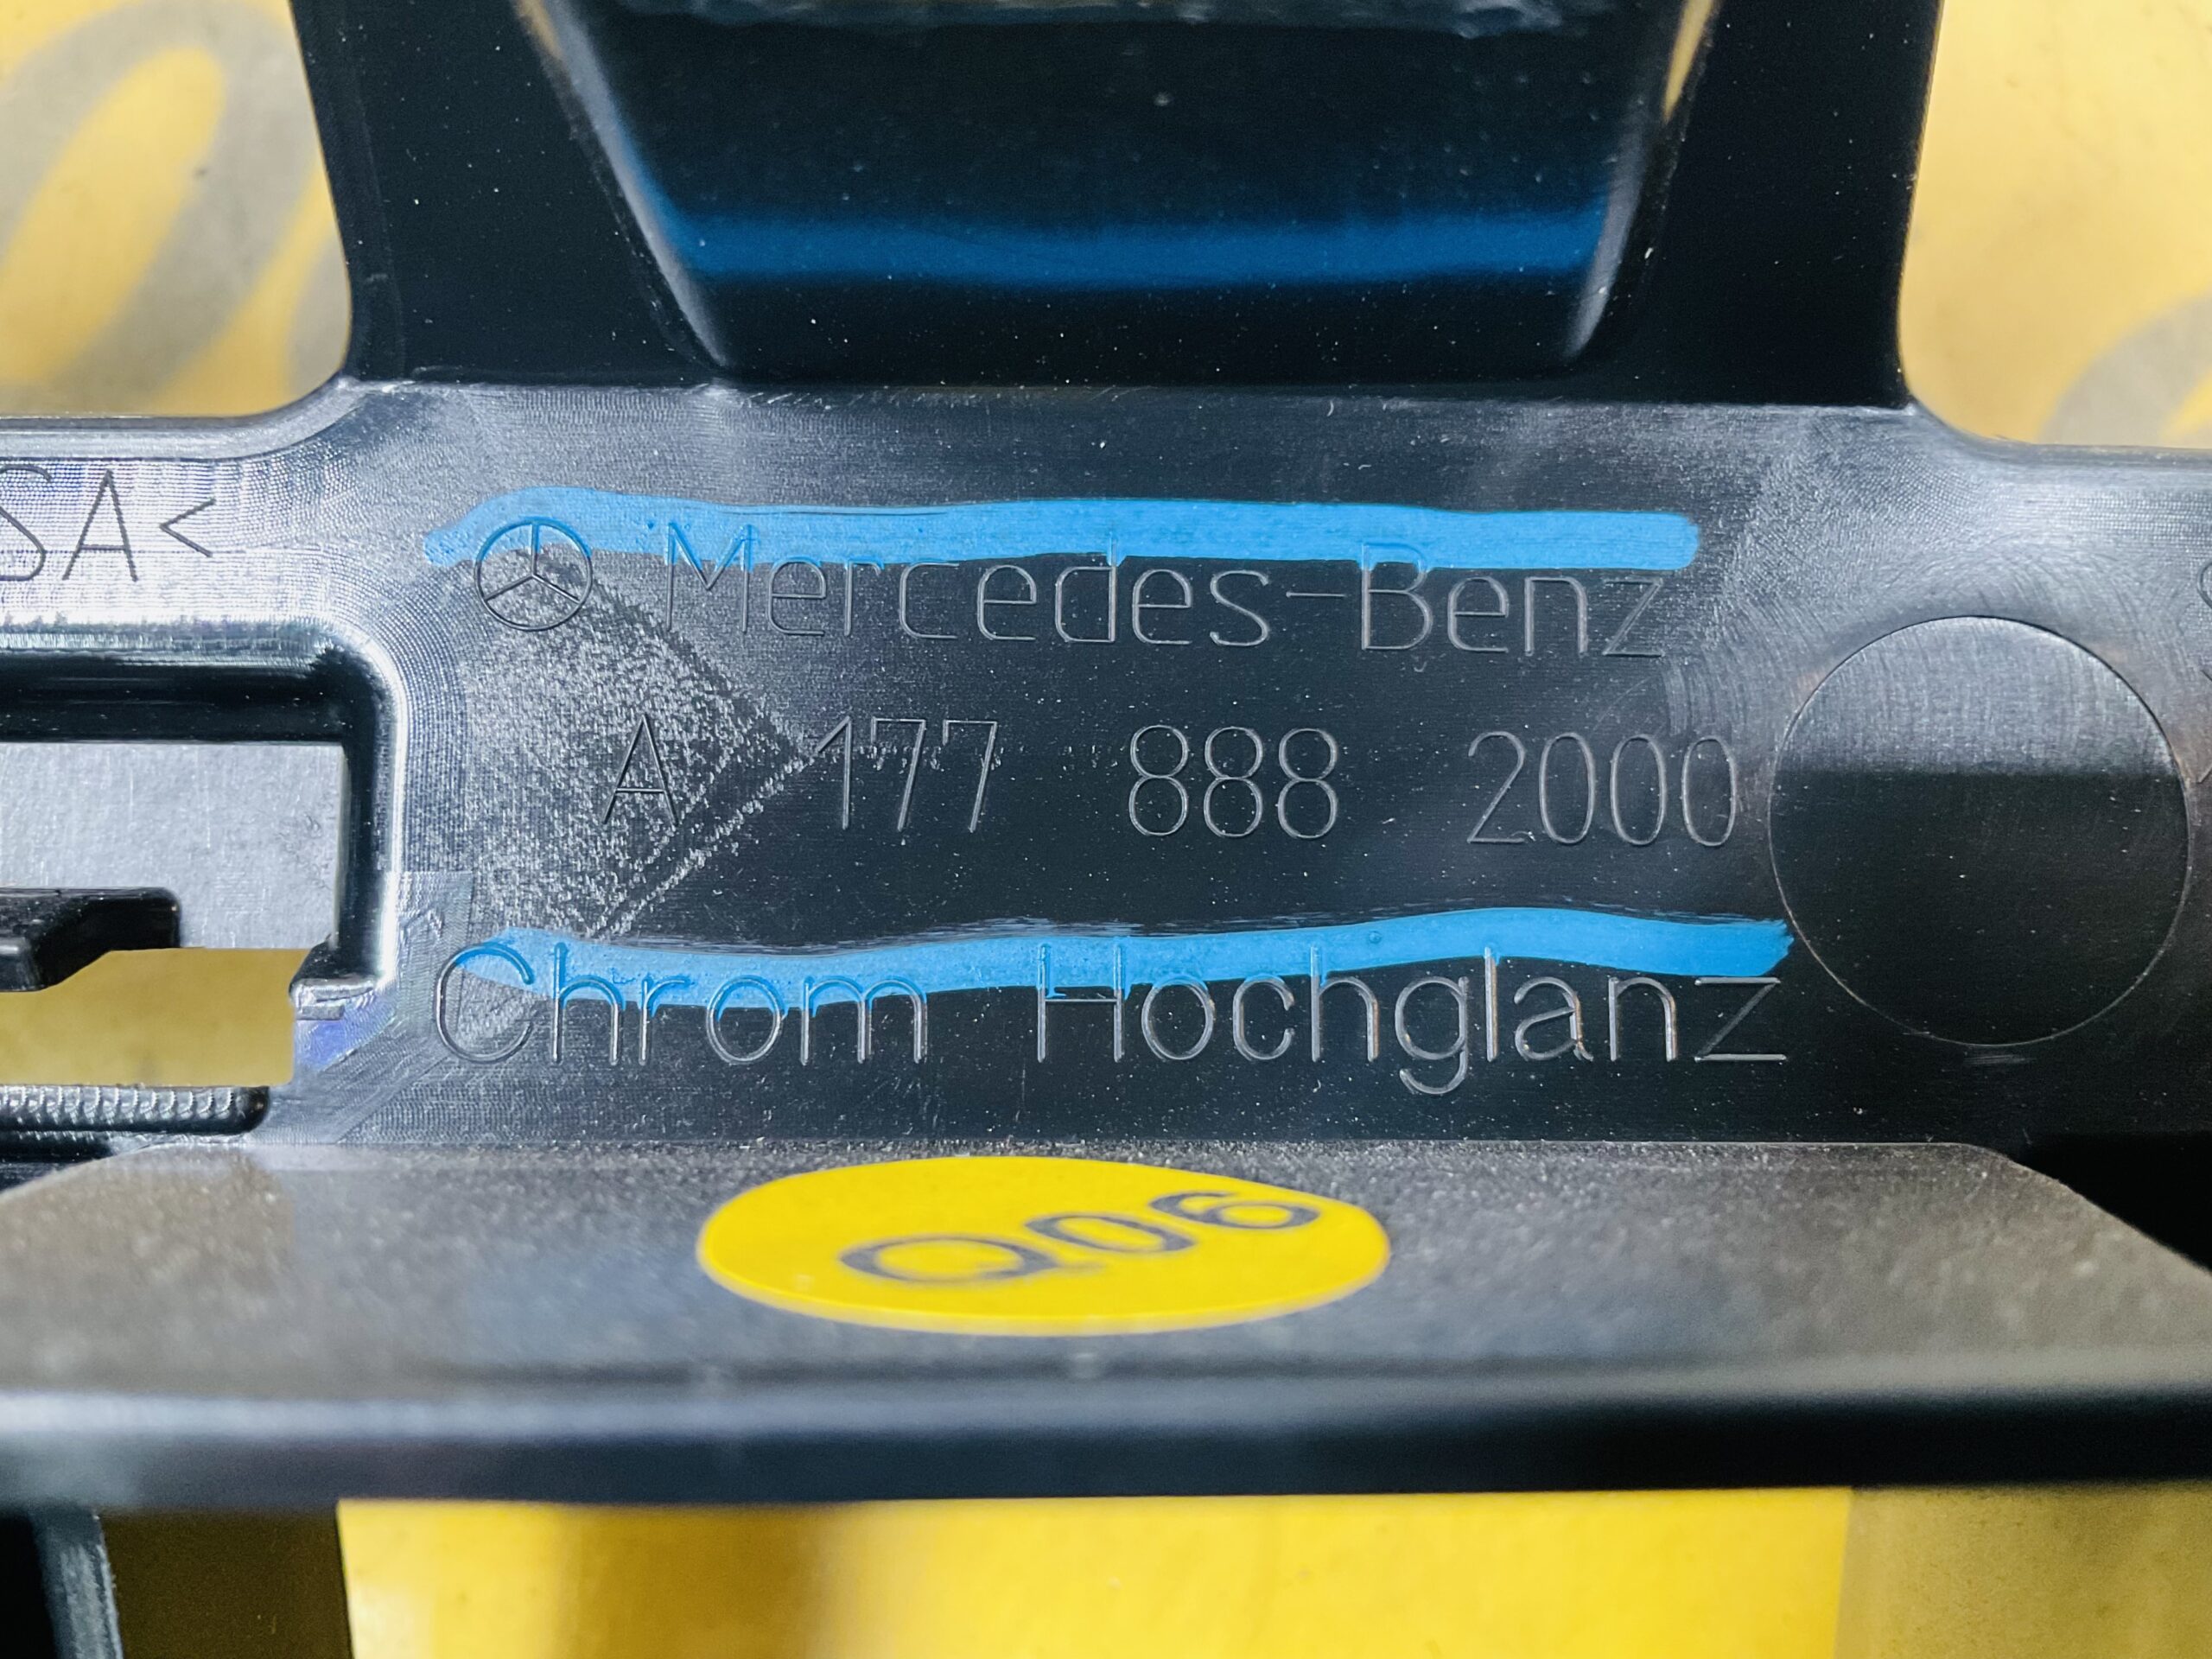 SA<
Mercedes-Benz
A 177 888 2000
Chrom Hochglanz
Q06